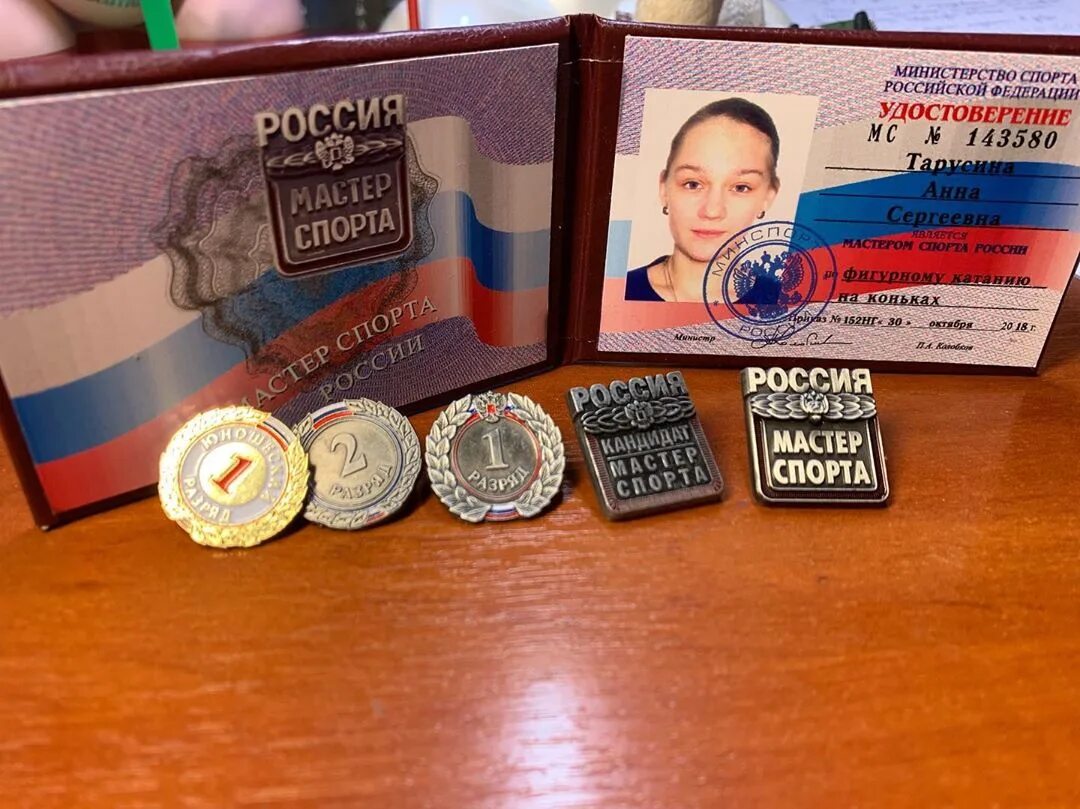 РОССИЯ
МАСТЕР
СПОРТА
МАСТЕР СПОРТА
РОССИИ
МИНИСТЕРСТВО СПОРТА
РОССИЙСКОЙ ФЕДЕРАЦИИ
УДОСТОВЕРЕНИЕ
МС № 143580
Тарусина
Анна
Сергеевна
является
МАСТЕРОМ СПОРТА РОССИИ
по фигурному катанию
на коньках
Приказ № 152НГ « 30 » октября 2018 г.
Министр П.А. Колобков
МИНСПОРТ
РОССИИ
ЮНОШЕСКИЙ
1
РАЗРЯД
2
РАЗРЯД
1
РАЗРЯД
РОССИЯ
КАНДИДАТ
МАСТЕР
СПОРТА
РОССИЯ
МАСТЕР
СПОРТА